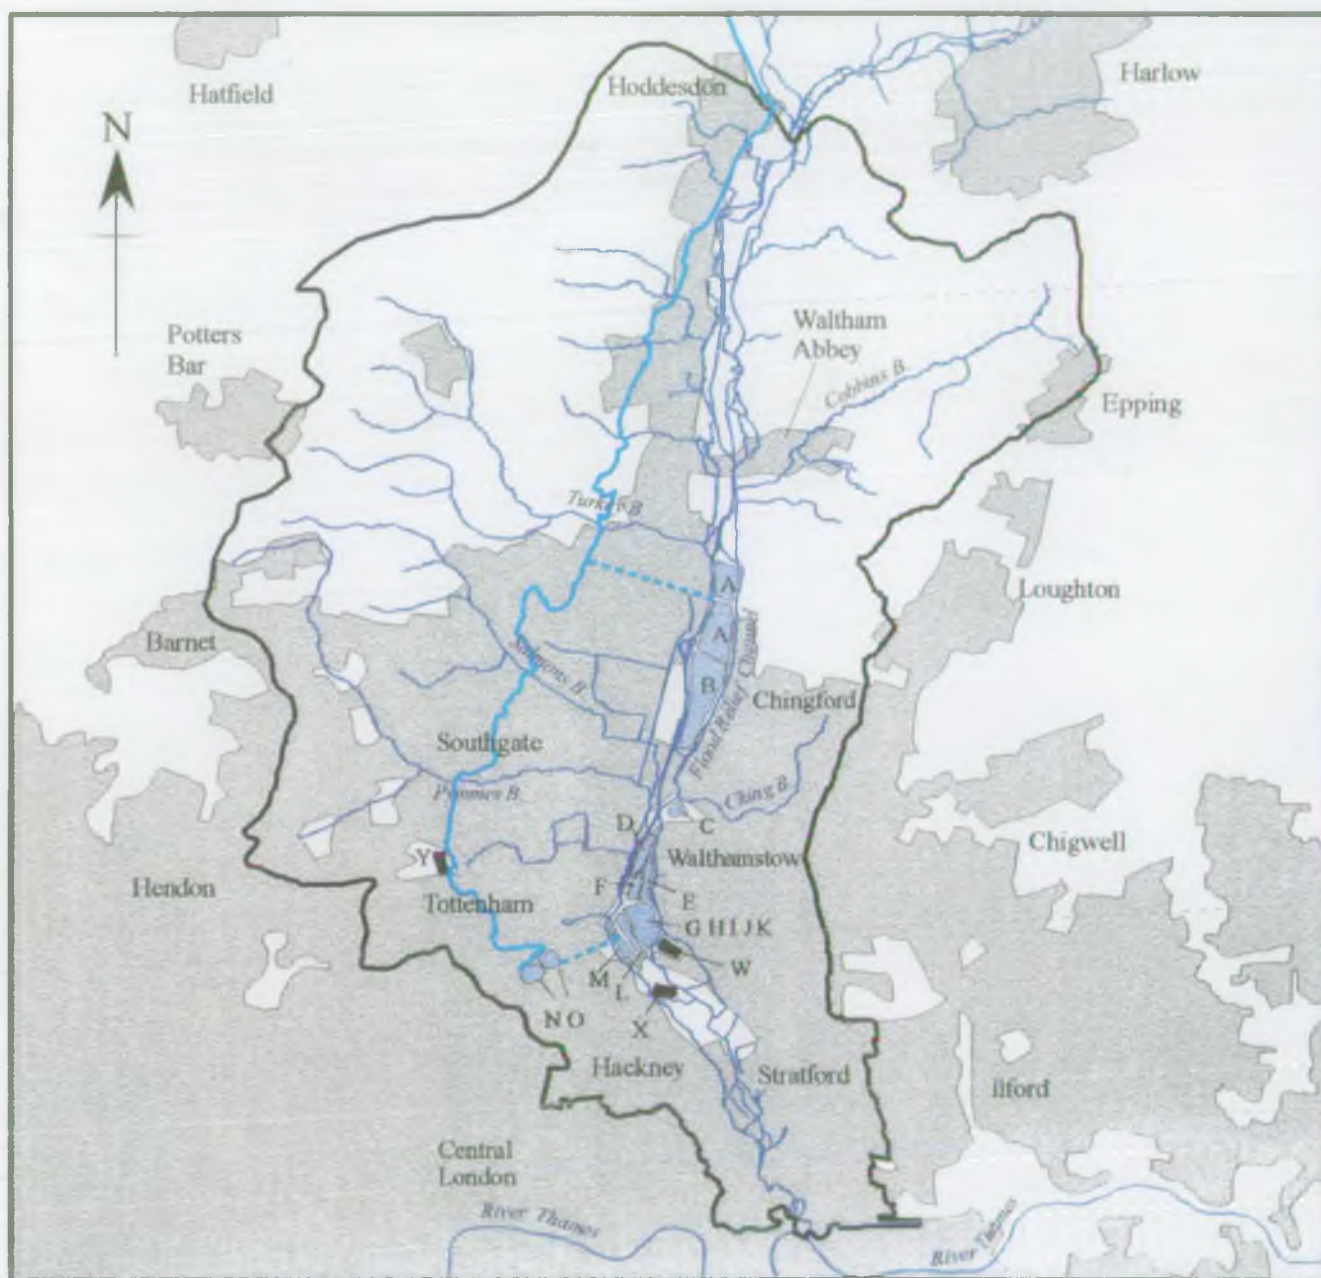 Hatfield
Hoddesdon
Harlow
N
Potters
Bar
Waltham
Abbey
Cobbins B.
Epping
Turkey B
Loughton
A
Barnet
A
Salmons B.
B
Flood Relief Channel
Chingford
Southgate
Pymmes B.
Ching B
D
C
Chigwell
Y
Walthamstow
Hendon
F
E
Tottenham
G H I J K
W
M
L
N O
X
Hackney
Stratford
Ilford
Central
London
River Thames
River Thames